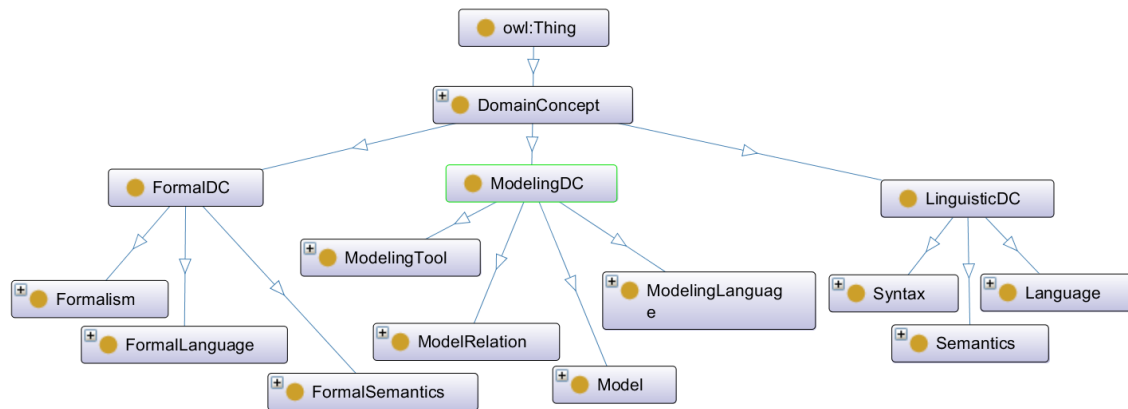 owl:Thing
DomainConcept
FormalDC
ModelingDC
LinguisticDC
ModelingTool
Formalism
ModelingLanguag
e
Syntax
Language
FormalLanguage
ModelRelation
Semantics
FormalSemantics
Model